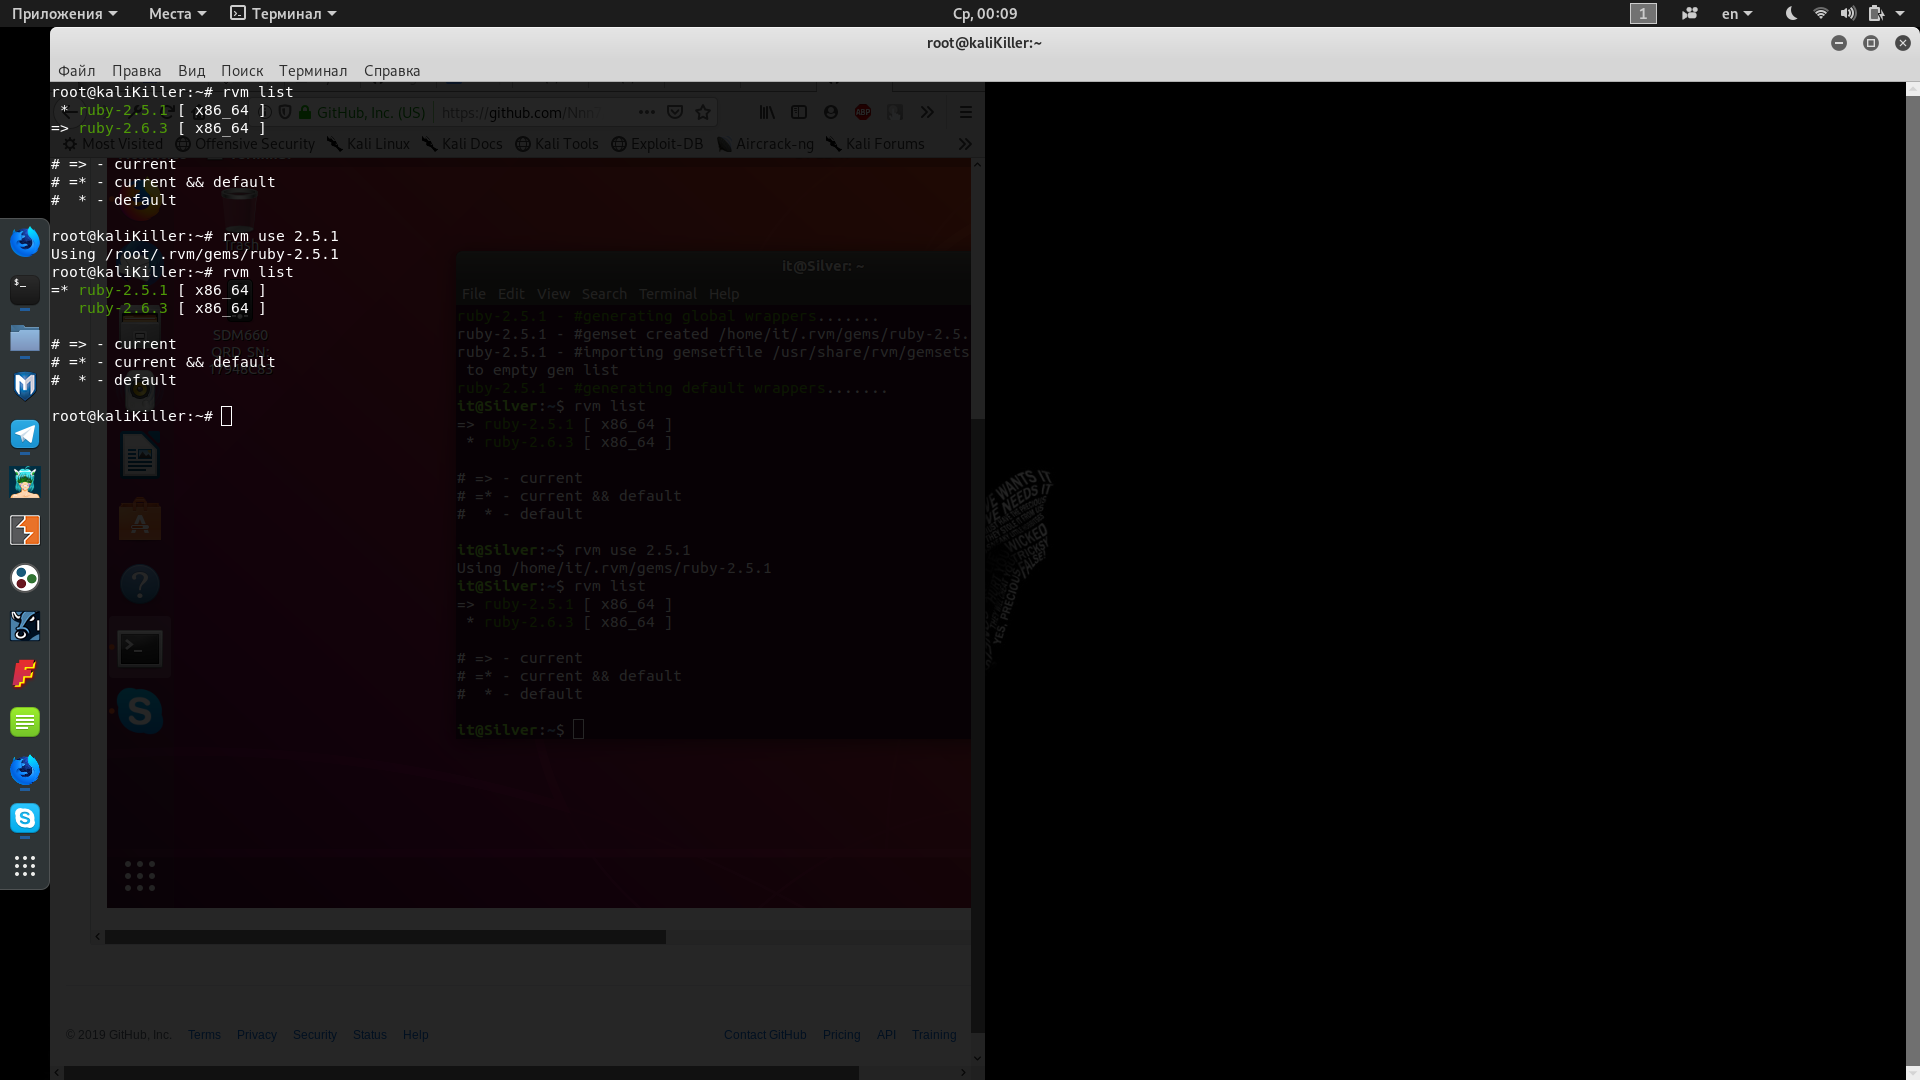 Приложения Места Терминал Ср, 00:09 1 en
root@kaliKiller:~
Файл Правка Вид Поиск Терминал Справка
root@kaliKiller:~# rvm list
 * ruby-2.5.1 [ x86_64 ]
=> ruby-2.6.3 [ x86_64 ]
# => - current
# =* - current && default
#  * - default
root@kaliKiller:~# rvm use 2.5.1
Using /root/.rvm/gems/ruby-2.5.1
root@kaliKiller:~# rvm list
=* ruby-2.5.1 [ x86_64 ]
   ruby-2.6.3 [ x86_64 ]
# => - current
# =* - current && default
#  * - default
root@kaliKiller:~#
GitHub, Inc. (US) https://github.com/
ABP
Most Visited Offensive Security Kali Linux Kali Docs Kali Tools Exploit-DB Aircrack-ng Kali Forums
SDM660
it@Silver: ~
File Edit View Search Terminal Help
ruby-2.5.1 - #generating global wrappers.......
ruby-2.5.1 - #gemset created /home/it/.rvm/gems/ruby-2.5.
ruby-2.5.1 - #importing gemsetfile /usr/share/rvm/gemsets
 to empty gem list
ruby-2.5.1 - #generating default wrappers.......
it@Silver:~$ rvm list
=> ruby-2.5.1 [ x86_64 ]
 * ruby-2.6.3 [ x86_64 ]
# => - current
# =* - current && default
#  * - default
it@Silver:~$ rvm use 2.5.1
Using /home/it/.rvm/gems/ruby-2.5.1
it@Silver:~$ rvm list
=> ruby-2.5.1 [ x86_64 ]
 * ruby-2.6.3 [ x86_64 ]
# => - current
# =* - current && default
#  * - default
it@Silver:~$
WANTS IT
NEEDS IT
WICKED
YES, PRECIOUS
© 2019 GitHub, Inc. Terms Privacy Security Status Help Contact GitHub Pricing API Training